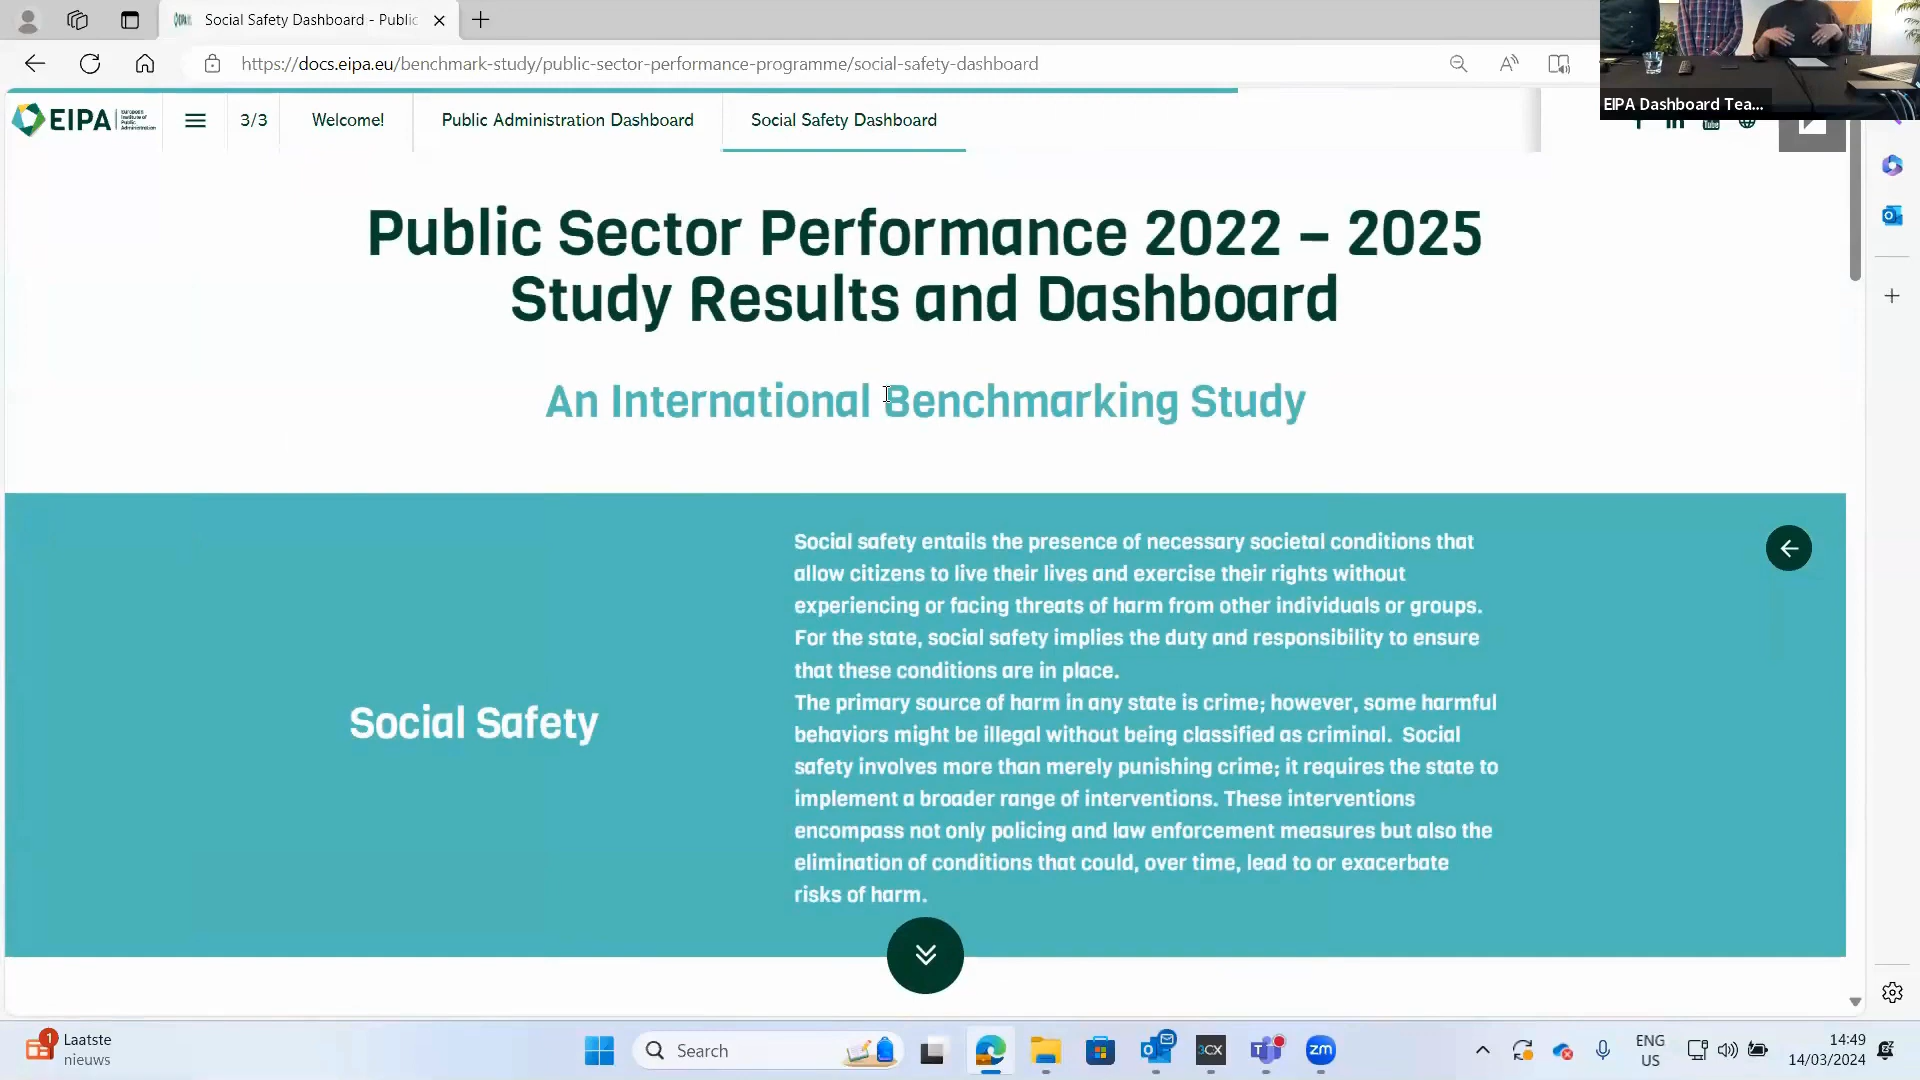 Social Safety Dashboard - Public
https://docs.eipa.eu/benchmark-study/public-sector-performance-programme/social-safety-dashboard
EIPA Dashboard Tea...
EIPA
European Institute of Public Administration
3/3
Welcome!
Public Administration Dashboard
Social Safety Dashboard
Public Sector Performance 2022 – 2025
Study Results and Dashboard
An International Benchmarking Study
Social Safety
Social safety entails the presence of necessary societal conditions that
allow citizens to live their lives and exercise their rights without
experiencing or facing threats of harm from other individuals or groups.
For the state, social safety implies the duty and responsibility to ensure
that these conditions are in place.
The primary source of harm in any state is crime; however, some harmful
behaviors might be illegal without being classified as criminal. Social
safety involves more than merely punishing crime; it requires the state to
implement a broader range of interventions. These interventions
encompass not only policing and law enforcement measures but also the
elimination of conditions that could, over time, lead to or exacerbate
risks of harm.
1
Laatste
nieuws
Search
3CX
zm
ENG
US
14:49
14/03/2024